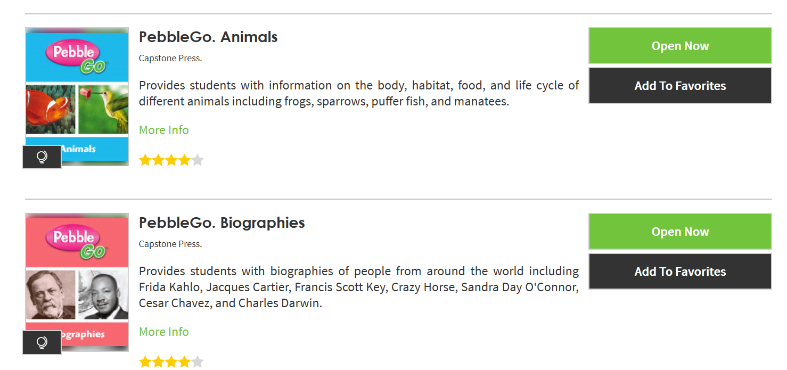 PebbleGo. Animals
Open Now
Capstone Press.
Add To Favorites
Provides students with information on the body, habitat, food, and life cycle of
different animals including frogs, sparrows, puffer fish, and manatees.
More Info
Pebble
Go
Animals
PebbleGo. Biographies
Open Now
Capstone Press.
Add To Favorites
Provides students with biographies of people from around the world including
Frida Kahlo, Jacques Cartier, Francis Scott Key, Crazy Horse, Sandra Day O'Connor,
Cesar Chavez, and Charles Darwin.
More Info
Pebble
Go
ographies